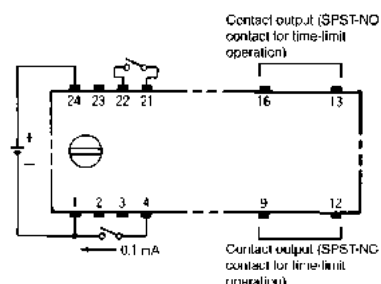 Contact output (SPST-NO
contact for time-limit
operation)
24 23 22 21 16 13
+
−
1 2 3 4 9 12
0.1 mA
Contact output (SPST-NC
contact for time-limit
operation)